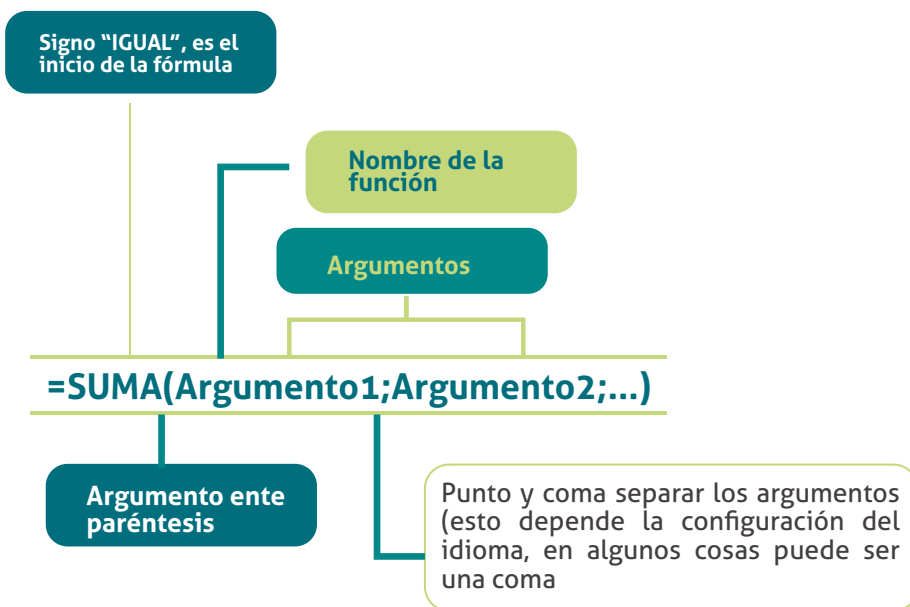 Signo “IGUAL”, es el
inicio de la fórmula
Nombre de la
función
Argumentos
=SUMA(Argumento1;Argumento2;...)
Argumento ente
paréntesis
Punto y coma separar los argumentos
(esto depende la configuración del
idioma, en algunos cosas puede ser
una coma